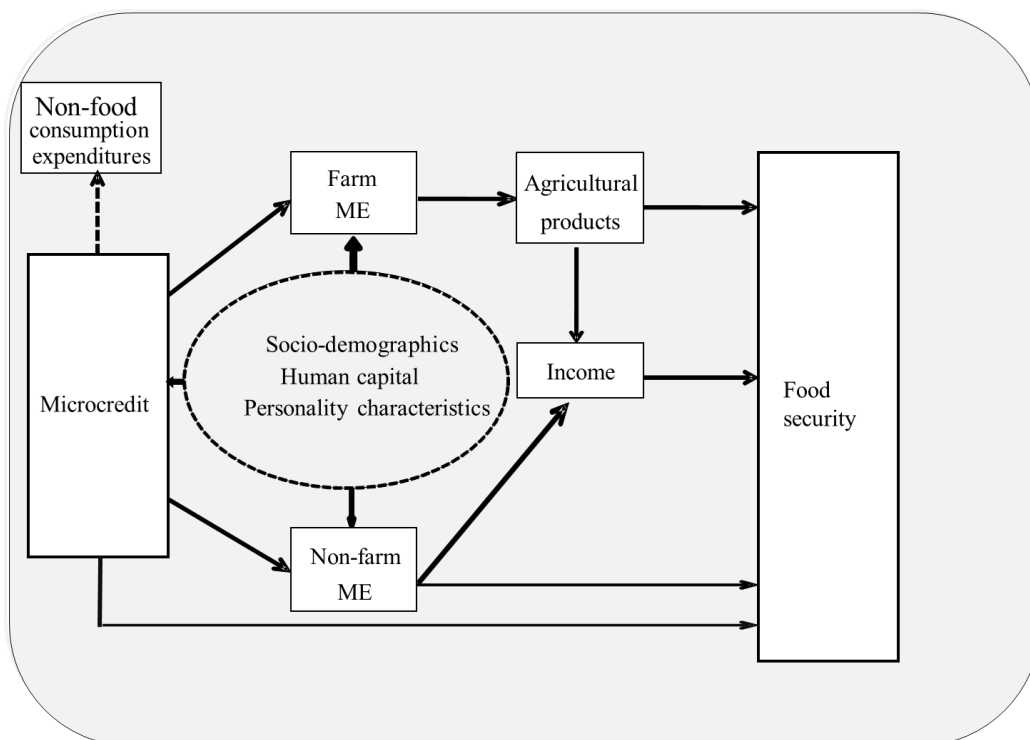 Non-food
consumption
expenditures
Farm
ME
Agricultural
products
Socio-demographics
Human capital
Personality characteristics
Microcredit
Income
Food
security
Non-farm
ME